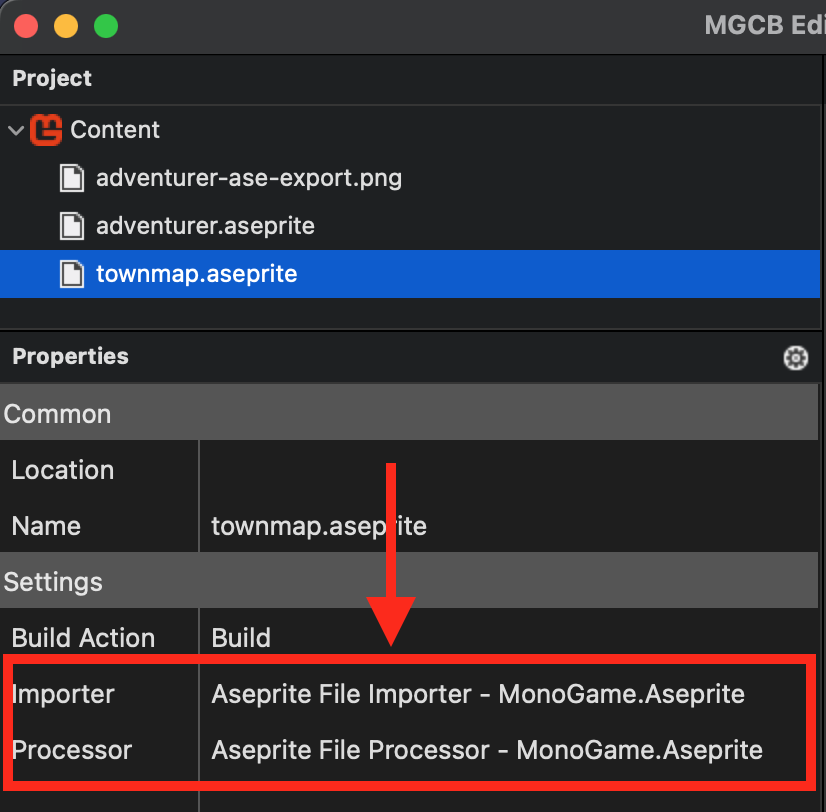 MGCB Edi
Project
Content
adventurer-ase-export.png
adventurer.aseprite
townmap.aseprite
Properties
Common
Location
Name townmap.aseprite
Settings
Build Action Build
Importer Aseprite File Importer - MonoGame.Aseprite
Processor Aseprite File Processor - MonoGame.Aseprite